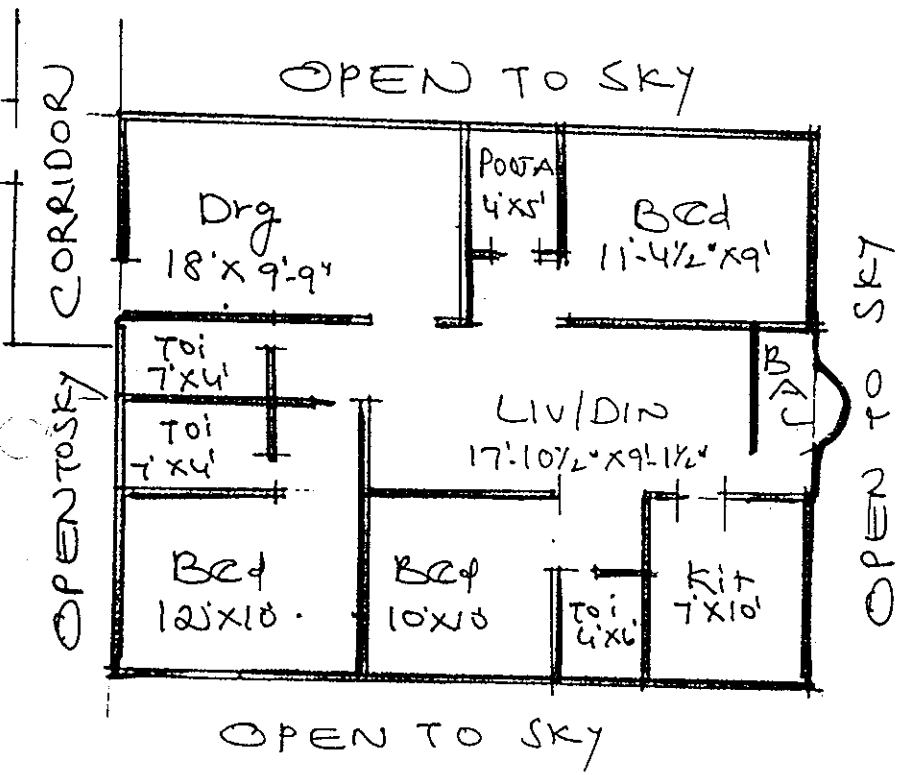 OPEN TO SKY
CORRIDOR
Drg
18'X 9'-9"
POOJA
4'X5'
Bed
11'-4½"X9'
OPEN TO SKY
Toi
7'X4'
Toi
7'X4'
LIV/DIN
17'-10½"X9'-1½"
BAL
OPEN TO SKY
Bed
12'X10'
Bed
10'X10'
Toi
4'X6'
Kit
7'X10'
OPEN TO SKY